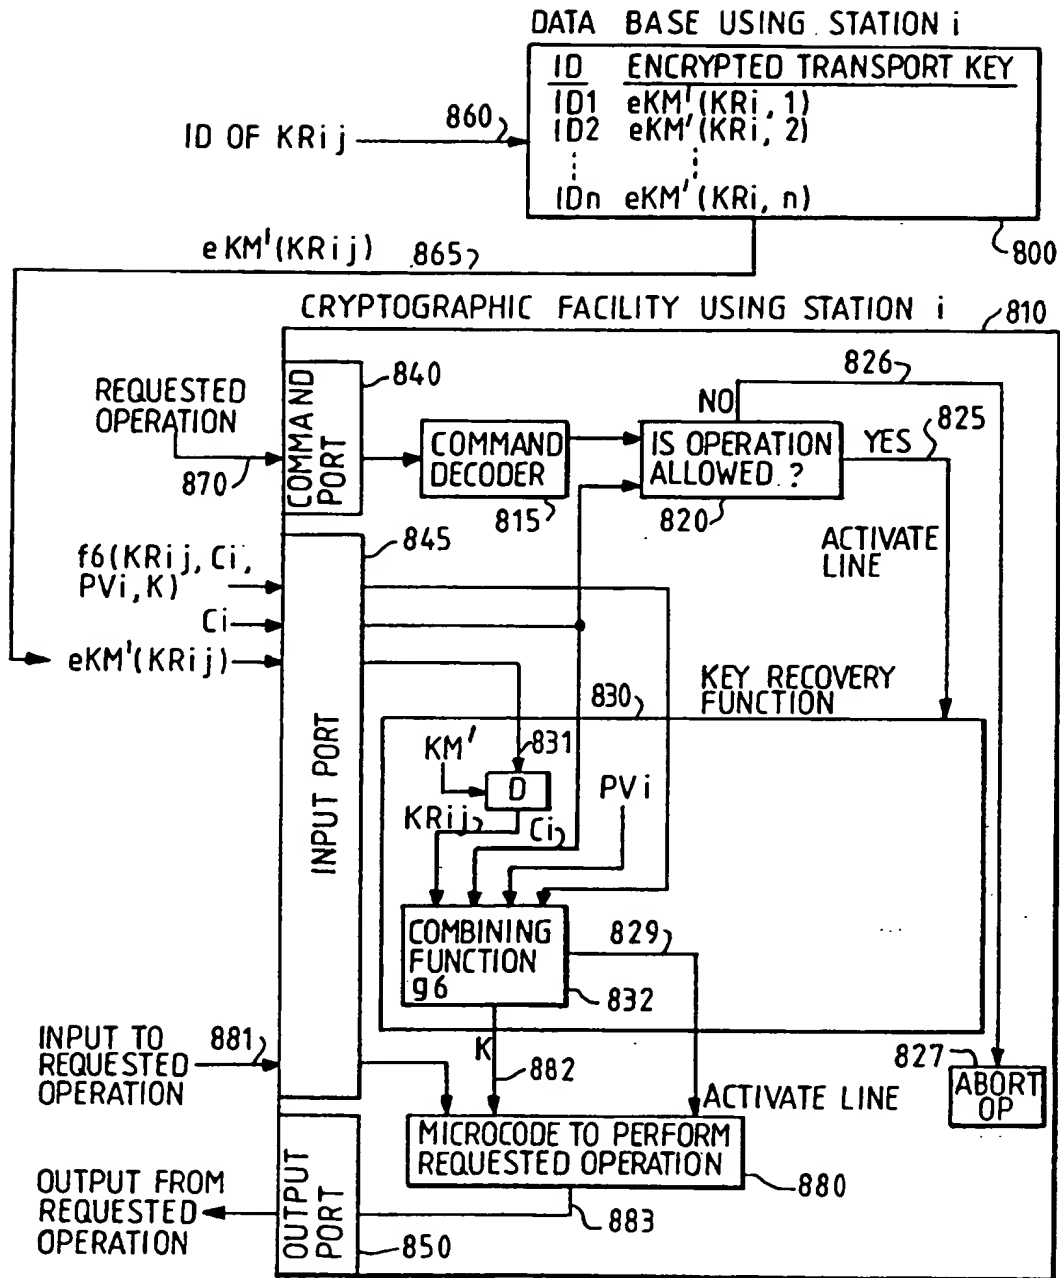 DATA BASE USING STATION i
ID ENCRYPTED TRANSPORT KEY
ID1 eKM'(KRi, 1)
ID2 eKM'(KRi, 2)
IDn eKM'(KRi, n)
ID OF KRij
860
800
eKM'(KRij)
865
CRYPTOGRAPHIC FACILITY USING STATION i
810
REQUESTED
OPERATION
870
COMMAND
PORT
840
COMMAND
DECODER
815
IS OPERATION
ALLOWED ?
820
NO
826
YES
825
ACTIVATE
LINE
845
f6(KRij, Ci,
PVi, K)
Ci
eKM'(KRij)
INPUT PORT
KEY RECOVERY
FUNCTION
830
831
KM'
D
KRij
Ci
PVi
COMBINING
FUNCTION
g6
829
832
INPUT TO
REQUESTED
OPERATION
881
K
882
827
ABORT
OP
ACTIVATE LINE
MICROCODE TO PERFORM
REQUESTED OPERATION
880
883
OUTPUT FROM
REQUESTED
OPERATION
OUTPUT
PORT
850